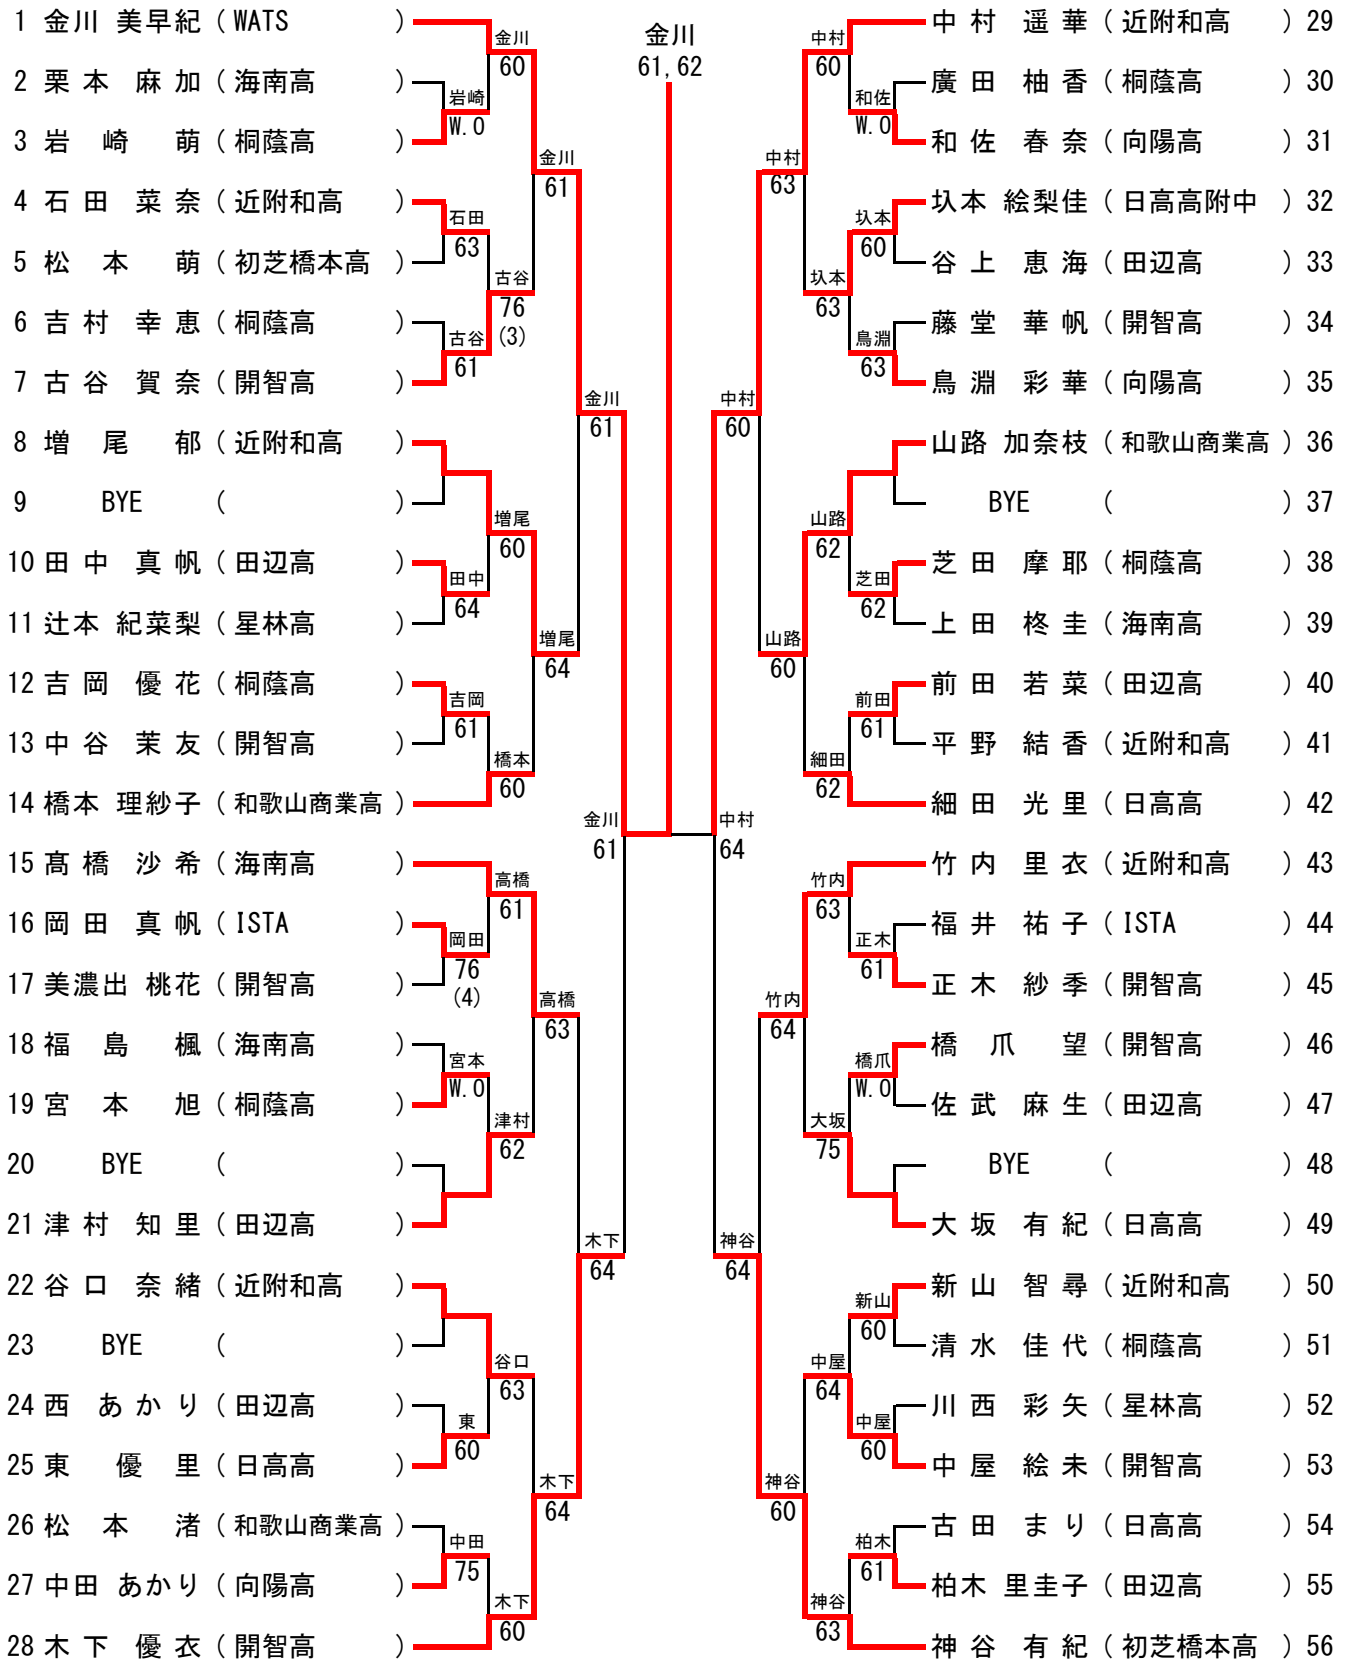 1 金川 美早紀 ( WATS )
2 栗本 麻加 ( 海南高 )
3 岩崎 萌 ( 桐蔭高 )
4 石田 菜奈 ( 近附和高 )
5 松本 萌 ( 初芝橋本高 )
6 吉村 幸恵 ( 桐蔭高 )
7 古谷 賀奈 ( 開智高 )
8 増尾 郁 ( 近附和高 )
9 BYE ( )
10 田中 真帆 ( 田辺高 )
11 辻本 紀菜梨 ( 星林高 )
12 吉岡 優花 ( 桐蔭高 )
13 中谷 茉友 ( 開智高 )
14 橋本 理紗子 ( 和歌山商業高 )
15 髙橋 沙希 ( 海南高 )
16 岡田 真帆 ( ISTA )
17 美濃出 桃花 ( 開智高 )
18 福島 楓 ( 海南高 )
19 宮本 旭 ( 桐蔭高 )
20 BYE ( )
21 津村 知里 ( 田辺高 )
22 谷口 奈緒 ( 近附和高 )
23 BYE ( )
24 西 あかり ( 田辺高 )
25 東 優里 ( 日高高 )
26 松本 渚 ( 和歌山商業高 )
27 中田 あかり ( 向陽高 )
28 木下 優衣 ( 開智高 )
金川
60
岩崎
W.0
石田
63
古谷
76
(3)
古谷
61
金川
61
金川
61
増尾
60
田中
64
増尾
64
吉岡
61
橋本
60
金川
61
高橋
61
岡田
76
(4)
高橋
63
宮本
W.0
津村
62
木下
64
谷口
63
東
60
木下
64
中田
75
木下
60
金川
61,62
中村
60
和佐
W.0
中村
63
圦本
60
圦本
63
鳥淵
63
中村
60
山路
62
芝田
62
山路
60
前田
61
細田
62
中村
64
竹内
63
正木
61
竹内
64
橋爪
W.0
大坂
75
神谷
64
新山
60
中屋
64
中屋
60
神谷
60
柏木
61
神谷
63
中村 遥華 ( 近附和高 ) 29
廣田 柚香 ( 桐蔭高 ) 30
和佐 春奈 ( 向陽高 ) 31
圦本 絵梨佳 ( 日高高附中 ) 32
谷上 恵海 ( 田辺高 ) 33
藤堂 華帆 ( 開智高 ) 34
鳥淵 彩華 ( 向陽高 ) 35
山路 加奈枝 ( 和歌山商業高 ) 36
BYE ( ) 37
芝田 摩耶 ( 桐蔭高 ) 38
上田 柊圭 ( 海南高 ) 39
前田 若菜 ( 田辺高 ) 40
平野 結香 ( 近附和高 ) 41
細田 光里 ( 日高高 ) 42
竹内 里衣 ( 近附和高 ) 43
福井 祐子 ( ISTA ) 44
正木 紗季 ( 開智高 ) 45
橋爪 望 ( 開智高 ) 46
佐武 麻生 ( 田辺高 ) 47
BYE ( ) 48
大坂 有紀 ( 日高高 ) 49
新山 智尋 ( 近附和高 ) 50
清水 佳代 ( 桐蔭高 ) 51
川西 彩矢 ( 星林高 ) 52
中屋 絵未 ( 開智高 ) 53
古田 まり ( 日高高 ) 54
柏木 里圭子 ( 田辺高 ) 55
神谷 有紀 ( 初芝橋本高 ) 56